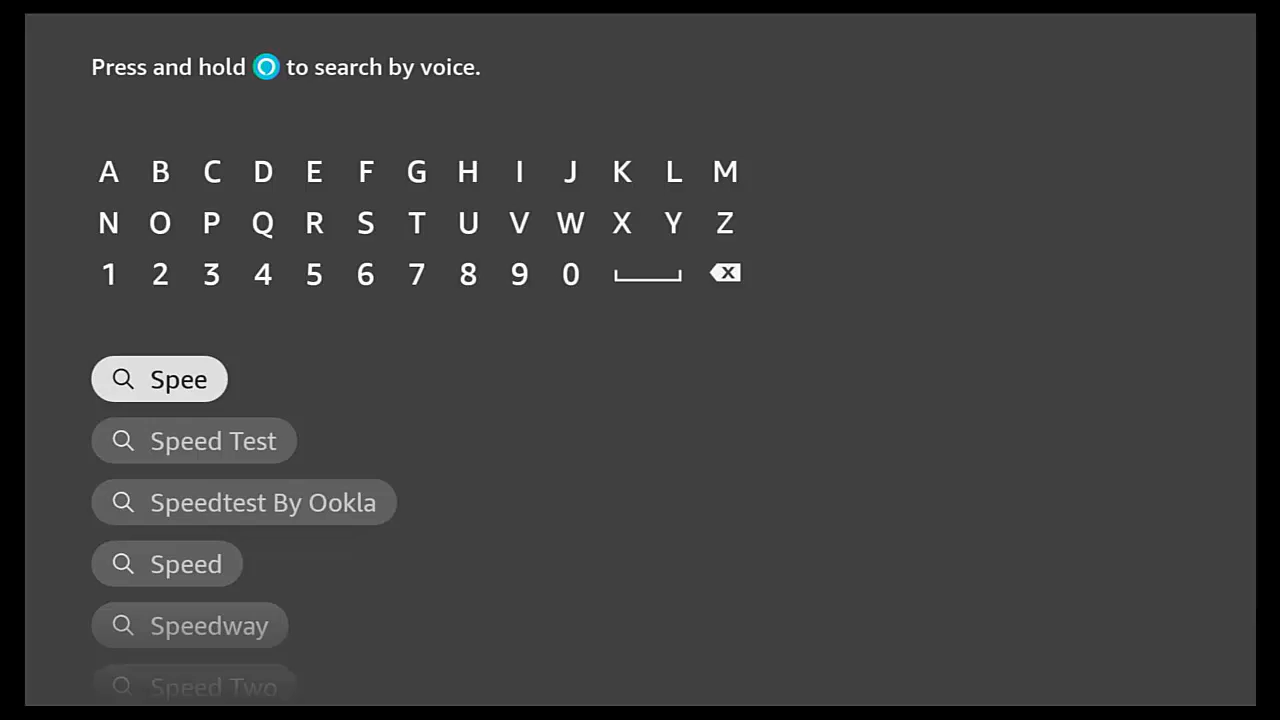 Press and hold to search by voice.
A B C D E F G H I J K L M
N O P Q R S T U V W X Y Z
1 2 3 4 5 6 7 8 9 0
Spee
Speed Test
Speedtest By Ookla
Speed
Speedway
Speed Two